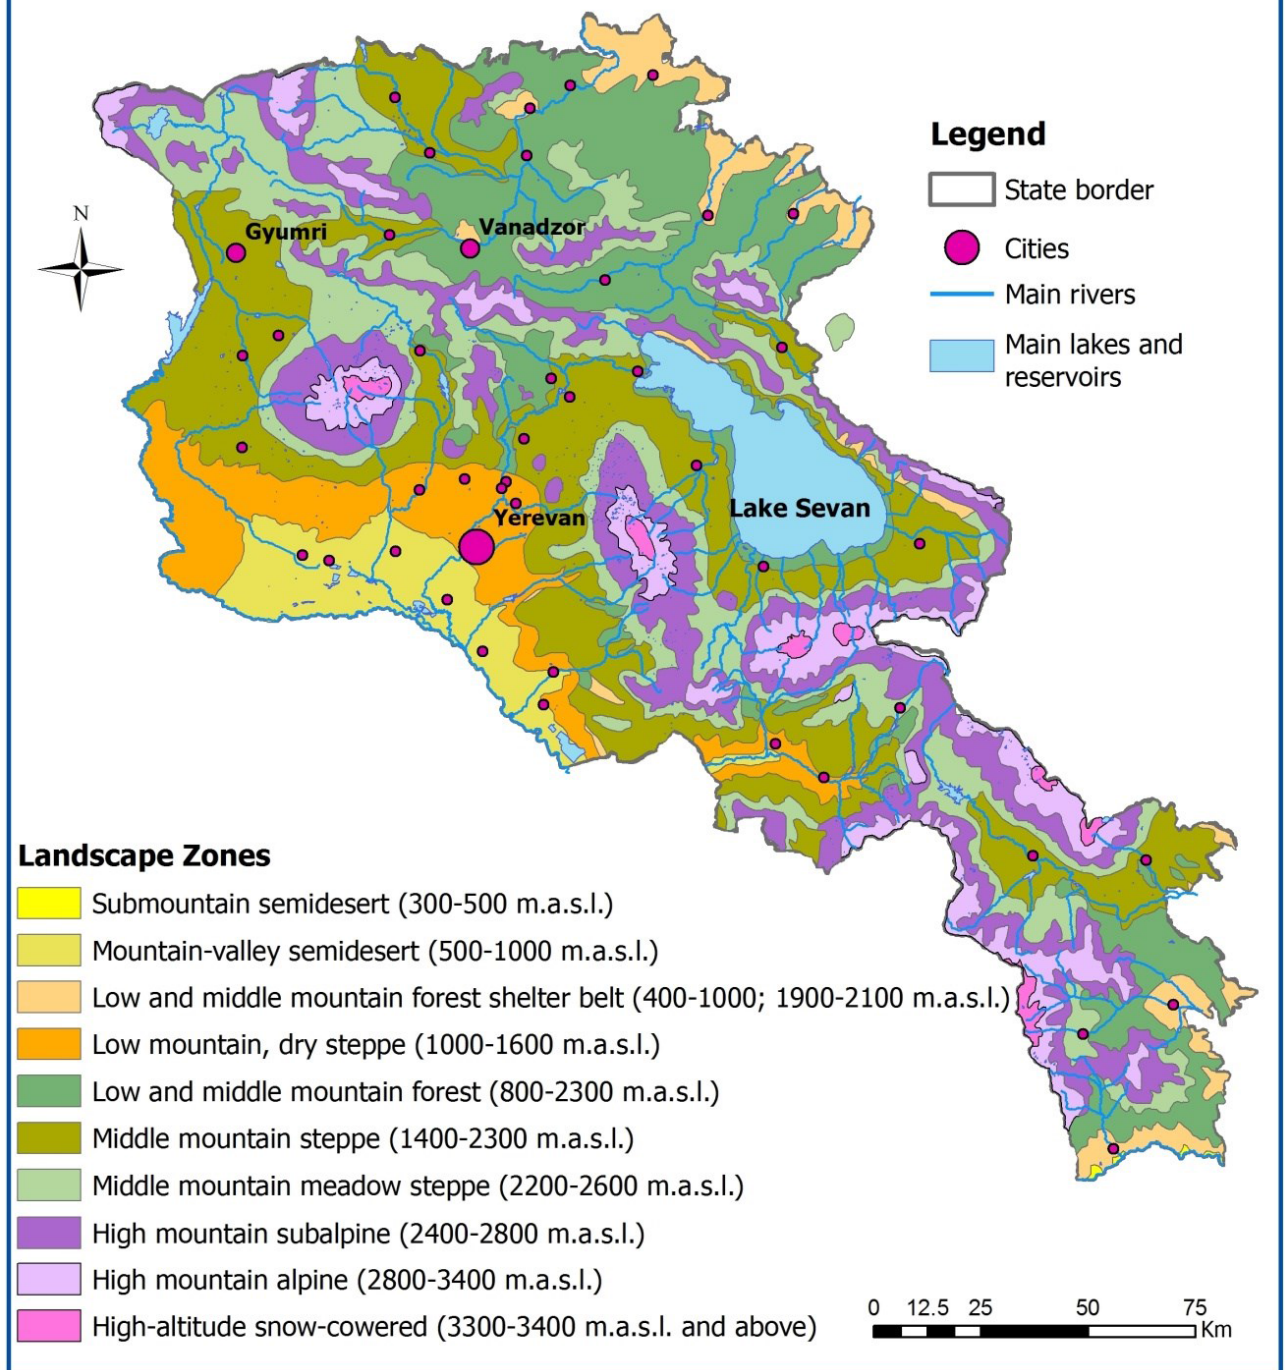 Legend
State border
Cities
Main rivers
Main lakes and
reservoirs
N
Gyumri
Vanadzor
Lake Sevan
Yerevan
Landscape Zones
Submountain semidesert (300-500 m.a.s.l.)
Mountain-valley semidesert (500-1000 m.a.s.l.)
Low and middle mountain forest shelter belt (400-1000; 1900-2100 m.a.s.l.)
Low mountain, dry steppe (1000-1600 m.a.s.l.)
Low and middle mountain forest (800-2300 m.a.s.l.)
Middle mountain steppe (1400-2300 m.a.s.l.)
Middle mountain meadow steppe (2200-2600 m.a.s.l.)
High mountain subalpine (2400-2800 m.a.s.l.)
High mountain alpine (2800-3400 m.a.s.l.)
High-altitude snow-cowered (3300-3400 m.a.s.l. and above)
0 12.5 25 50 75
Km